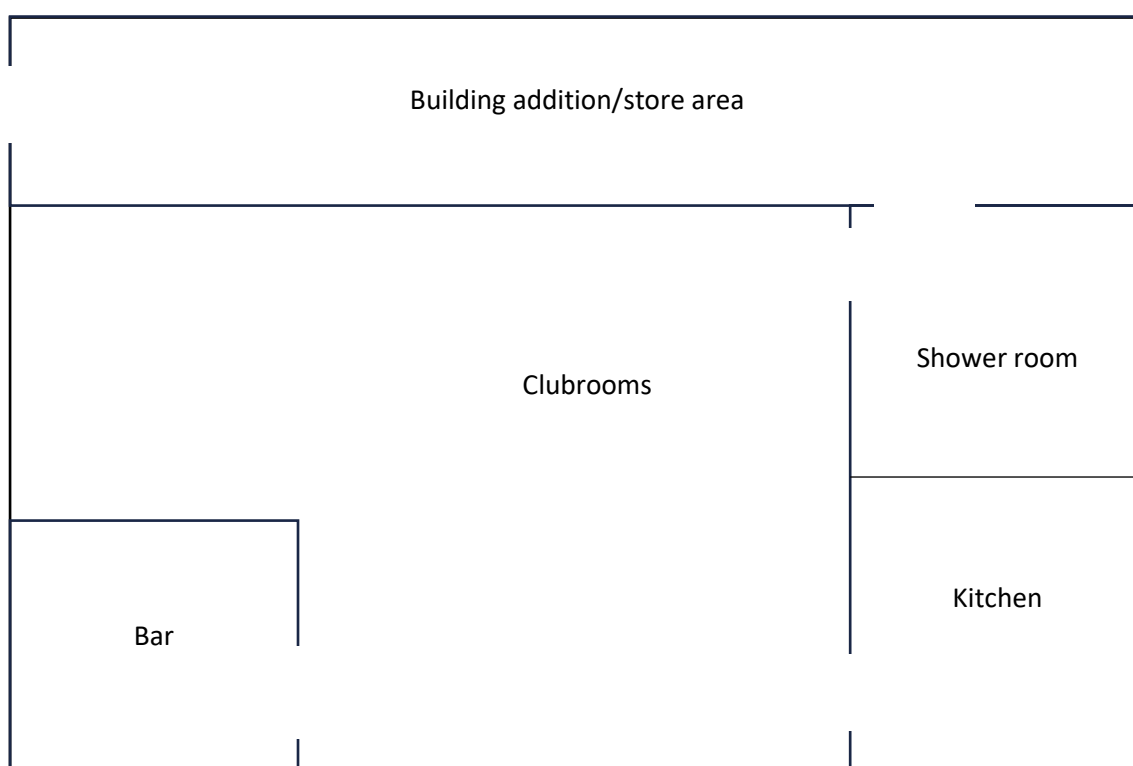 Building addition/store area
Shower room
Clubrooms
Kitchen
Bar